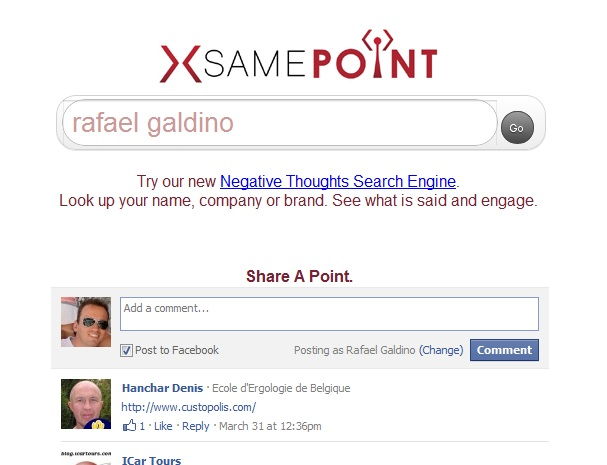 XSAMEPOINT
rafael galdino
Go
Try our new Negative Thoughts Search Engine.
Look up your name, company or brand. See what is said and engage.
Share A Point.
Add a comment...
Post to Facebook
Posting as Rafael Galdino (Change)
Comment
Hanchar Denis · Ecole d'Ergologie de Belgique
http://www.custopolis.com/
1 · Like · Reply · March 31 at 12:36pm
blog.icartours.com
ICar Tours